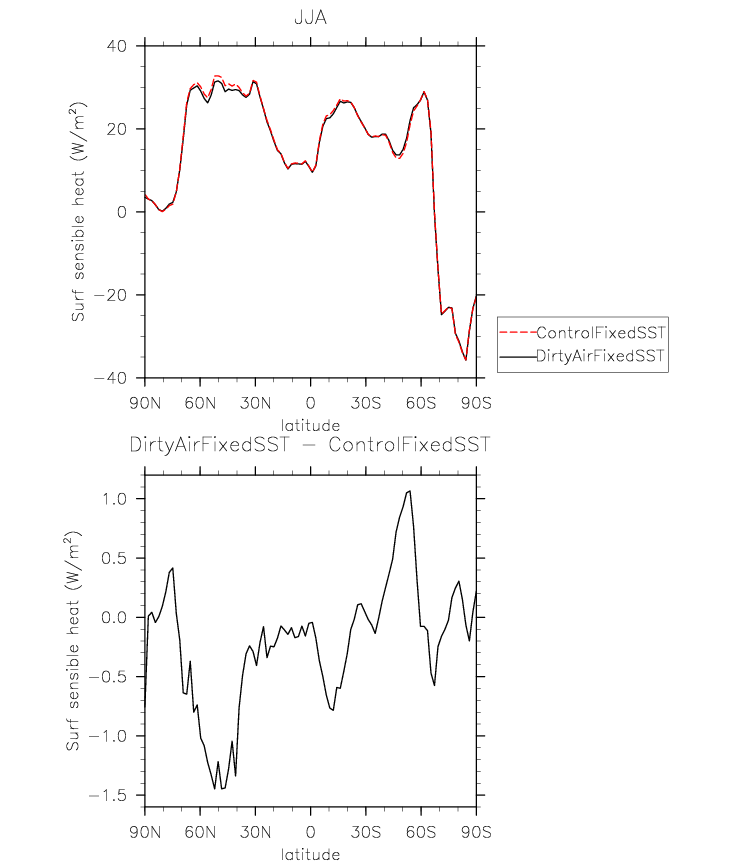 JJA
40
20
0
−20
−40
Surf sensible heat (W/m²)
90N 60N 30N 0 30S 60S 90S
latitude
ControlFixedSST
DirtyAirFixedSST
DirtyAirFixedSST − ControlFixedSST
1.0
0.5
0.0
−0.5
−1.0
−1.5
Surf sensible heat (W/m²)
90N 60N 30N 0 30S 60S 90S
latitude